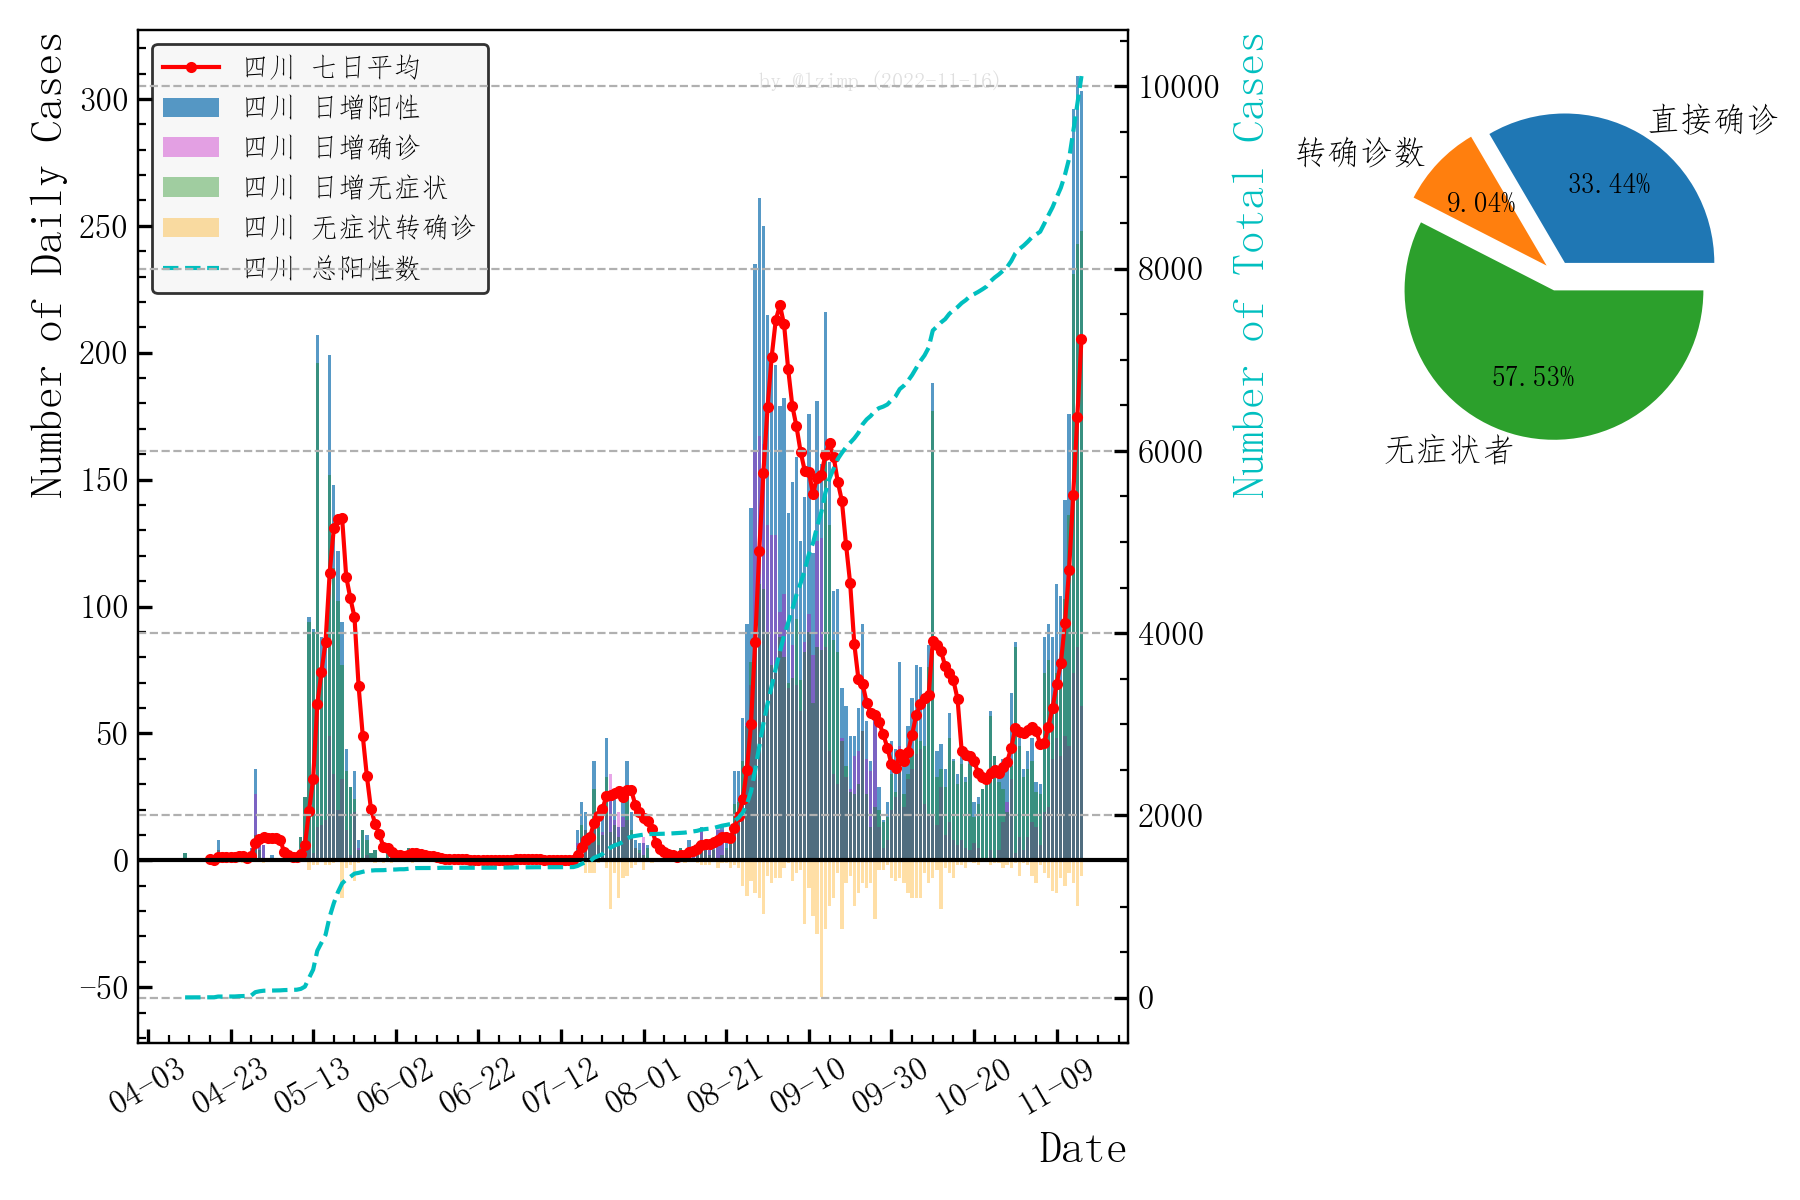 Number of Daily Cases
300
250
200
150
100
50
0
−50
四川 七日平均
四川 日增阳性
四川 日增确诊
四川 日增无症状
四川 无症状转确诊
四川 总阳性数
by @lzimp (2022-11-16)
10000
8000
6000
4000
2000
0
Number of Total Cases
04-03
04-23
05-13
06-02
06-22
07-12
08-01
08-21
09-10
09-30
10-20
11-09
Date
直接确诊
33.44%
转确诊数
9.04%
57.53%
无症状者